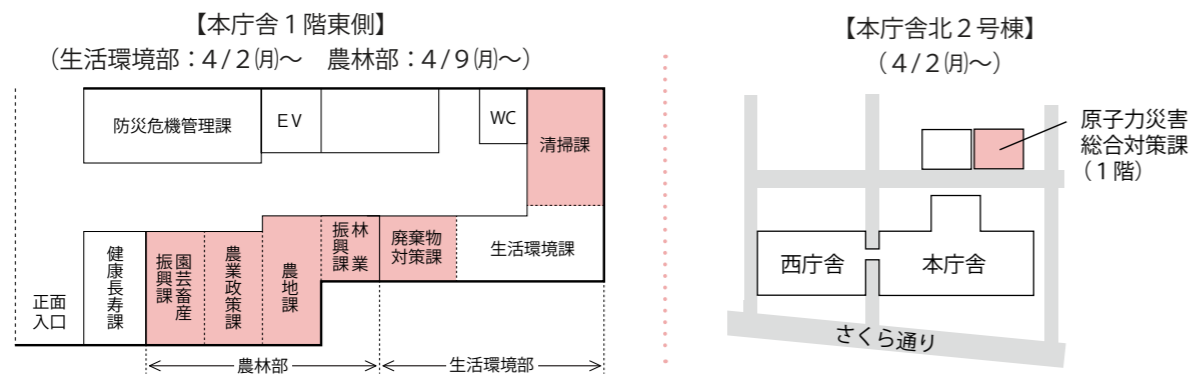 【本庁舎1階東側】
（生活環境部：4/2㈪～　農林部：4/9㈪～）
防災危機管理課
EV
WC
清掃課
健康長寿課
園芸畜産
振興課
農業政策課
農地課
林業
振興課
廃棄物
対策課
生活環境課
正面
入口
農林部
生活環境部
【本庁舎北2号棟】
（4/2㈪～）
原子力災害
総合対策課
（1階）
西庁舎
本庁舎
さくら通り